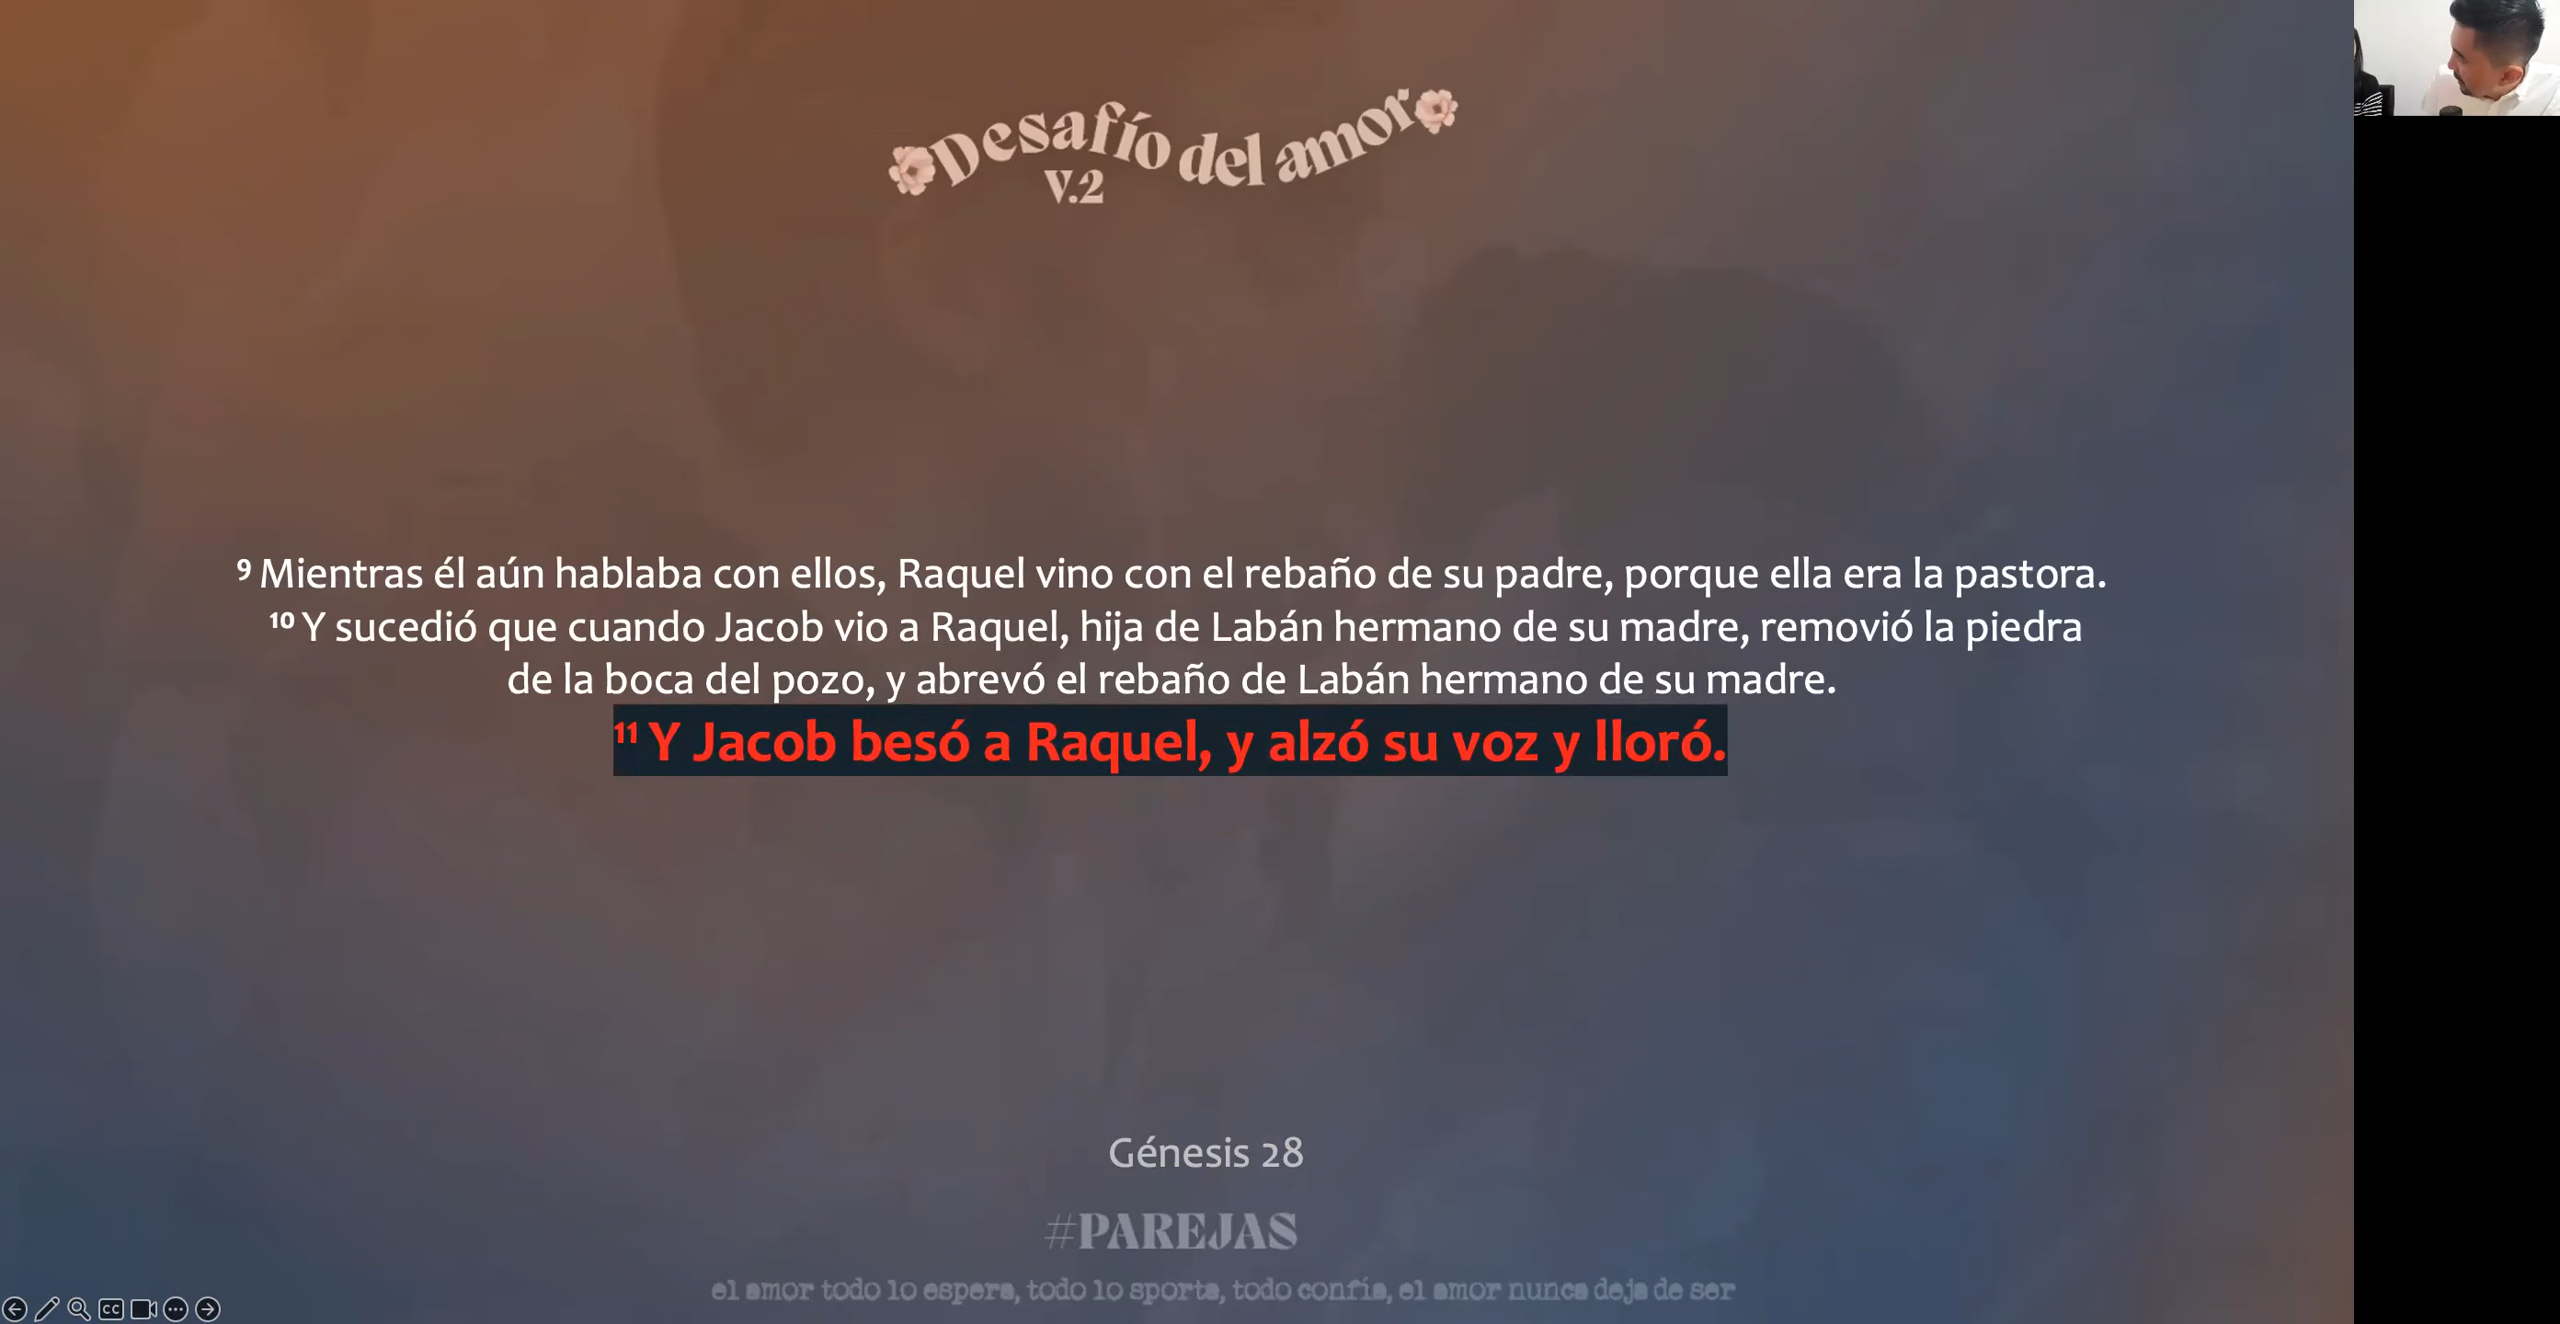 Desafío del amor
V.2
9 Mientras él aún hablaba con ellos, Raquel vino con el rebaño de su padre, porque ella era la pastora.
10 Y sucedió que cuando Jacob vio a Raquel, hija de Labán hermano de su madre, removió la piedra
de la boca del pozo, y abrevó el rebaño de Labán hermano de su madre.
11 Y Jacob besó a Raquel, y alzó su voz y lloró.
Génesis 28
#PAREJAS
el amor todo lo espera, todo lo sporta, todo confía, el amor nunca deja de ser
CC